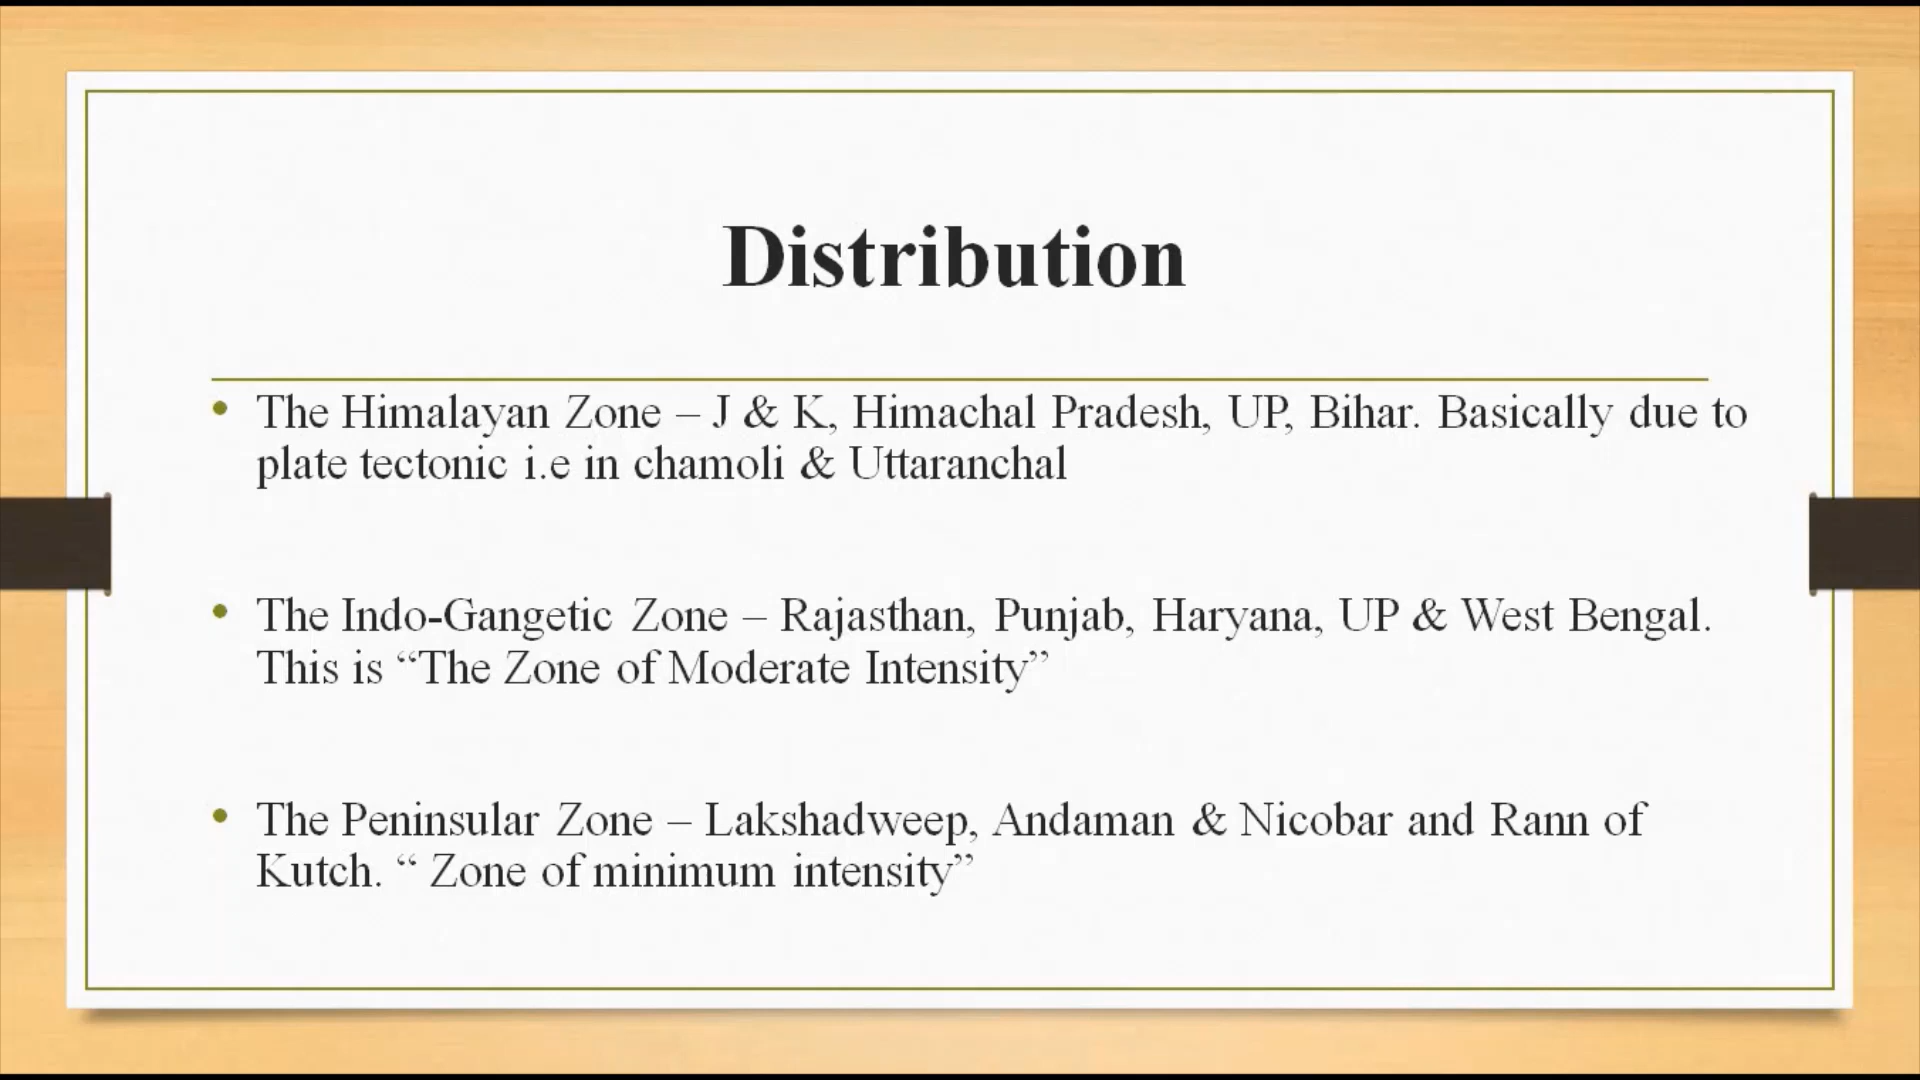 Distribution
• The Himalayan Zone – J & K, Himachal Pradesh, UP, Bihar. Basically due to
plate tectonic i.e in chamoli & Uttaranchal
• The Indo-Gangetic Zone – Rajasthan, Punjab, Haryana, UP & West Bengal.
This is “The Zone of Moderate Intensity”
• The Peninsular Zone – Lakshadweep, Andaman & Nicobar and Rann of
Kutch. “ Zone of minimum intensity”